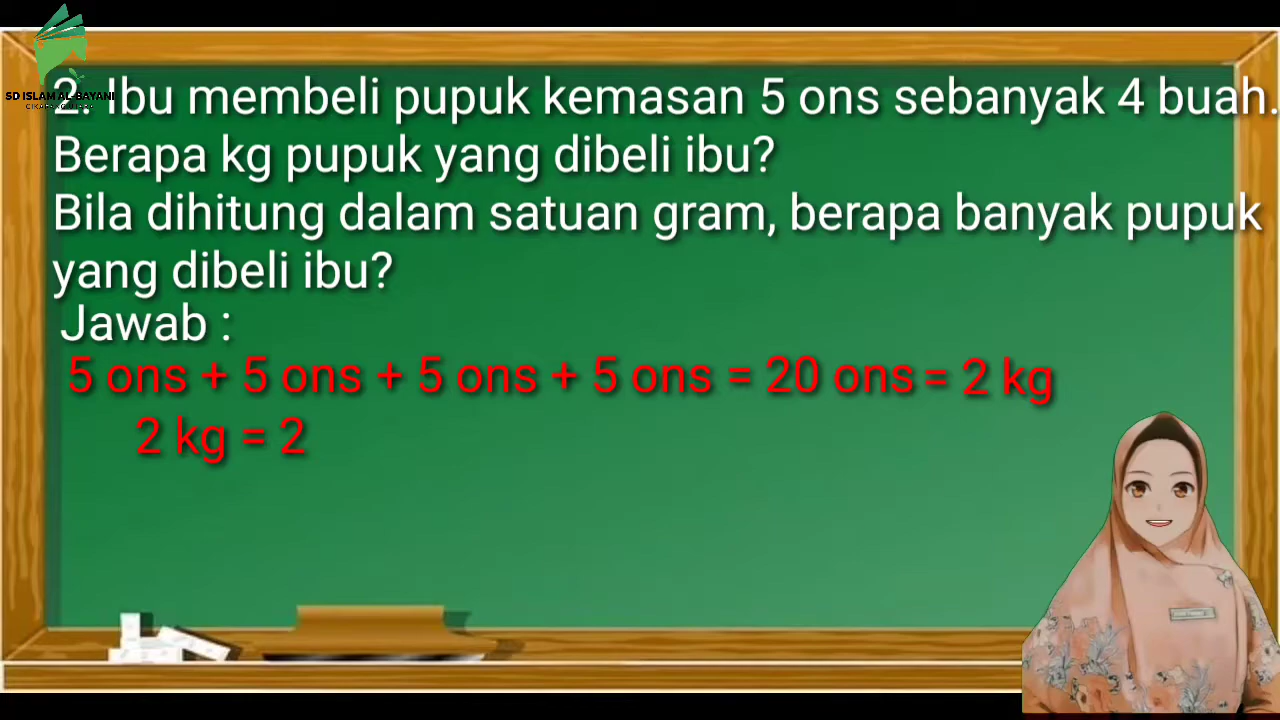 SD ISLAM AL-BAYANI
2. Ibu membeli pupuk kemasan 5 ons sebanyak 4 buah.
Berapa kg pupuk yang dibeli ibu?
Bila dihitung dalam satuan gram, berapa banyak pupuk
yang dibeli ibu?
Jawab :
5 ons + 5 ons + 5 ons + 5 ons = 20 ons = 2 kg
2 kg = 2